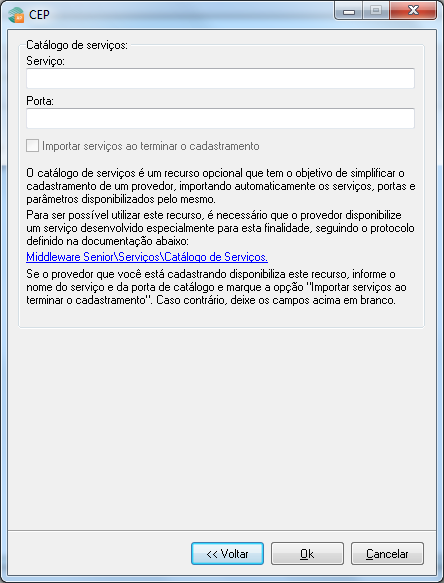 CEP
Catálogo de serviços:
Serviço:
Porta:
Importar serviços ao terminar o cadastramento
O catálogo de serviços é um recurso opcional que tem o objetivo de simplificar o
cadastramento de um provedor, importando automaticamente os serviços, portas e
parâmetros disponibilizados pelo mesmo.
Para ser possível utilizar este recurso, é necessário que o provedor disponibilize
um serviço desenvolvido especialmente para esta finalidade, seguindo o protocolo
definido na documentação abaixo:
Middleware Senior\Serviços\Catálogo de Serviços.
Se o provedor que você está cadastrando disponibiliza este recurso, informe o
nome do serviço e da porta de catálogo e marque a opção "Importar serviços ao
terminar o cadastramento". Caso contrário, deixe os campos acima em branco.
<< Voltar
Ok
Cancelar